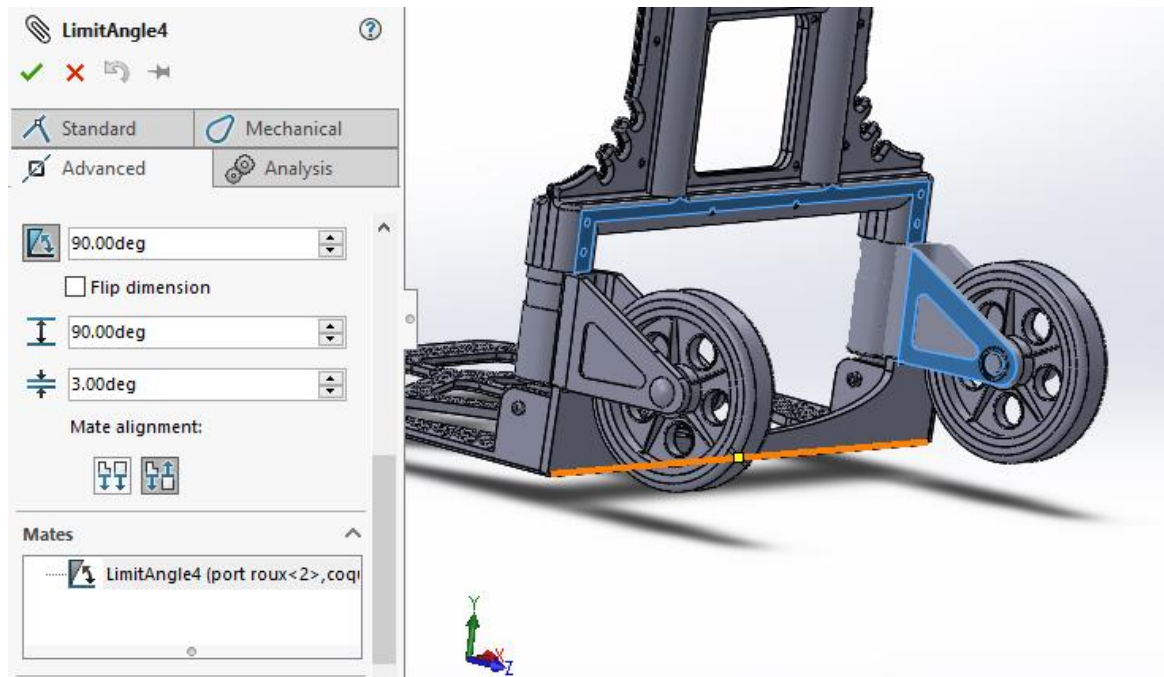 LimitAngle4
Standard
Mechanical
Advanced
Analysis
90.00deg
Flip dimension
90.00deg
3.00deg
Mate alignment:
Mates
LimitAngle4 (port roux<2>,coqu
Y
X
Z